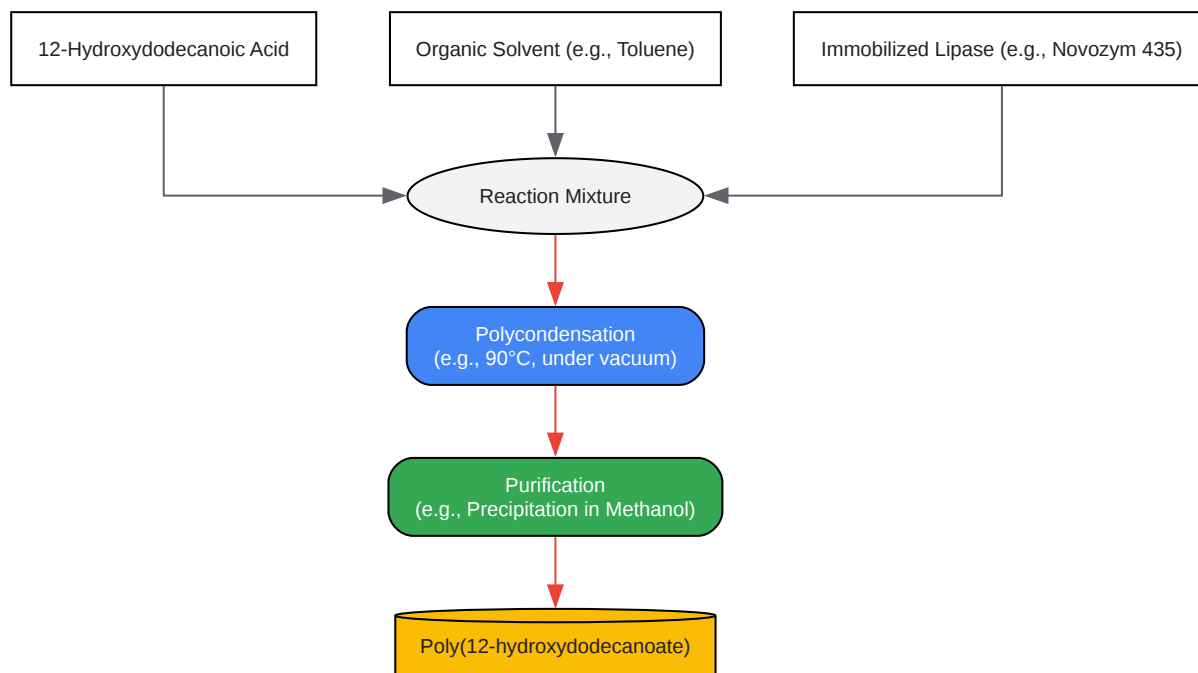 12-Hydroxydodecanoic Acid
Organic Solvent (e.g., Toluene)
Immobilized Lipase (e.g., Novozym 435)
Reaction Mixture
Polycondensation
(e.g., 90°C, under vacuum)
Purification
(e.g., Precipitation in Methanol)
Poly(12-hydroxydodecanoate)